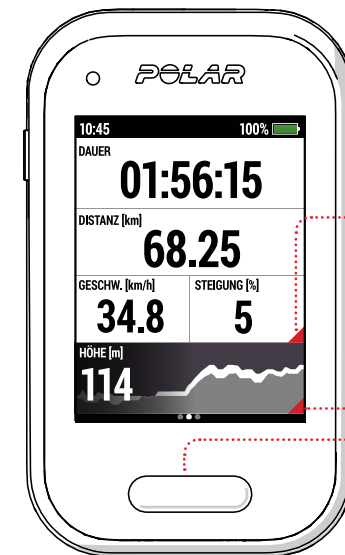 POLAR
10:45 100%
DAUER
01:56:15
DISTANZ [km]
68.25
GESCHW. [km/h] STEIGUNG [%]
34.8 5
HÖHE [m]
114